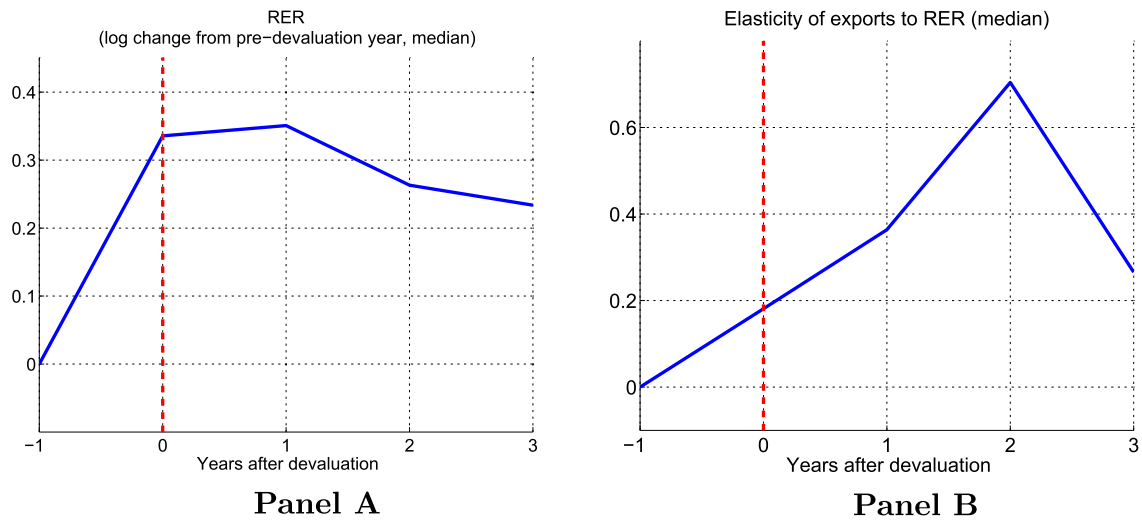 RER
(log change from pre−devaluation year, median)
0.4
0.3
0.2
0.1
0
−1 0 1 2 3
Years after devaluation
Panel A
Elasticity of exports to RER (median)
0.6
0.4
0.2
0
−1 0 1 2 3
Years after devaluation
Panel B